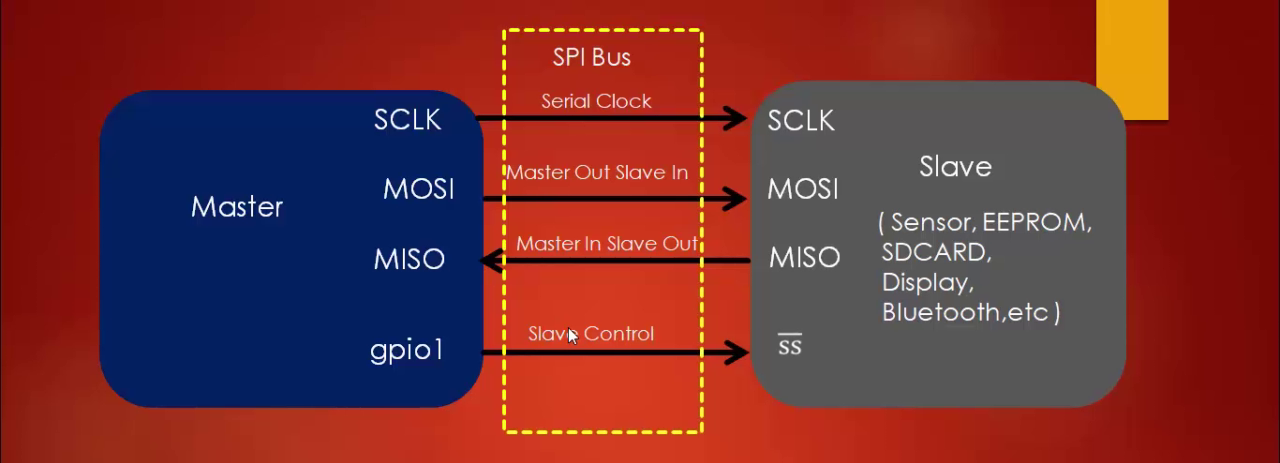 SPI Bus
Serial Clock
SCLK
SCLK
Master Out Slave In
MOSI
MOSI
Master
Slave
Master In Slave Out
MISO
MISO
( Sensor, EEPROM,
SDCARD,
Display,
Bluetooth,etc )
Slave Control
gpio1
s̅s̅